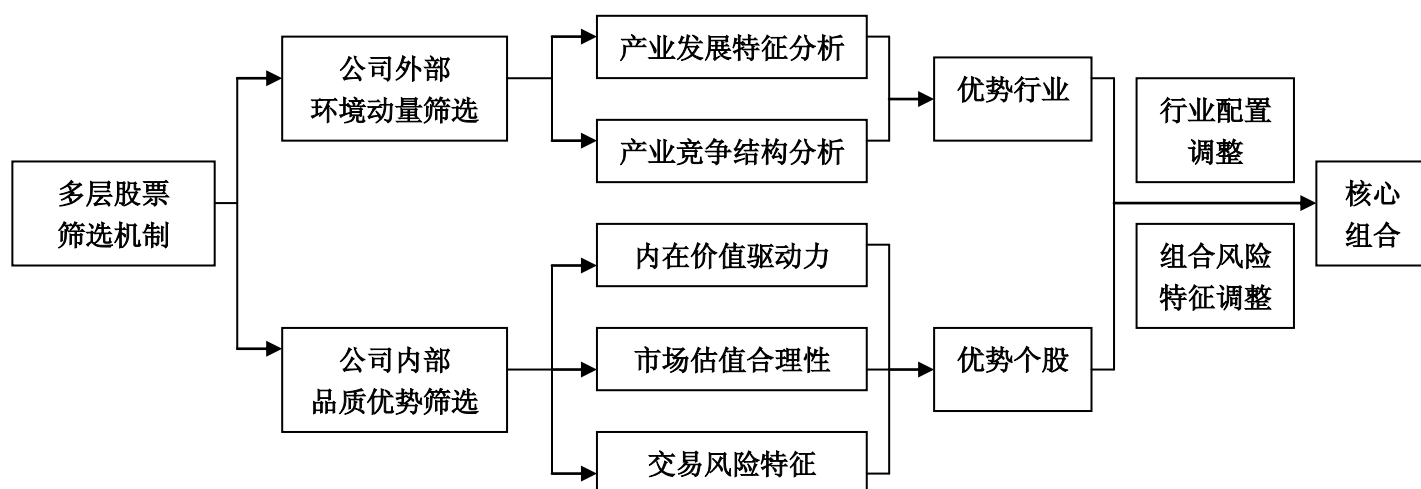 多层股票
筛选机制
公司外部
环境动量筛选
公司内部
品质优势筛选
产业发展特征分析
产业竞争结构分析
内在价值驱动力
市场估值合理性
交易风险特征
优势行业
优势个股
行业配置
调整
组合风险
特征调整
核心
组合